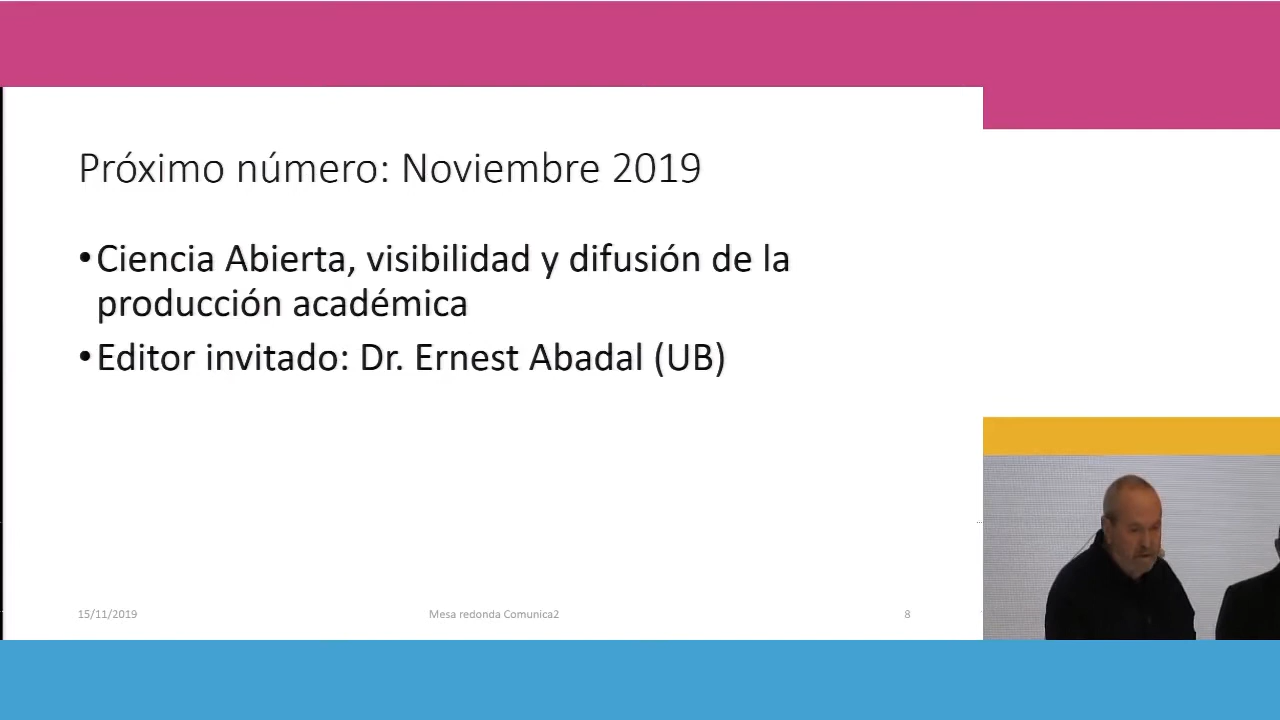 Próximo número: Noviembre 2019
•Ciencia Abierta, visibilidad y difusión de la
producción académica
•Editor invitado: Dr. Ernest Abadal (UB)
15/11/2019
Mesa redonda Comunica2
8